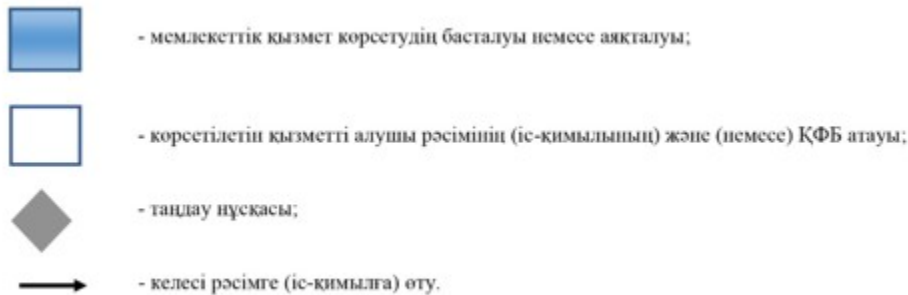 - мемлекеттік қызмет көрсетудің басталуы немесе аяқталуы;
- көрсетілетін қызметті алушы рәсімінің (іс-қимылының) және (немесе) ҚФБ атауы;
- таңдау нұсқасы;
- келесі рәсімге (іс-қимылға) өту.